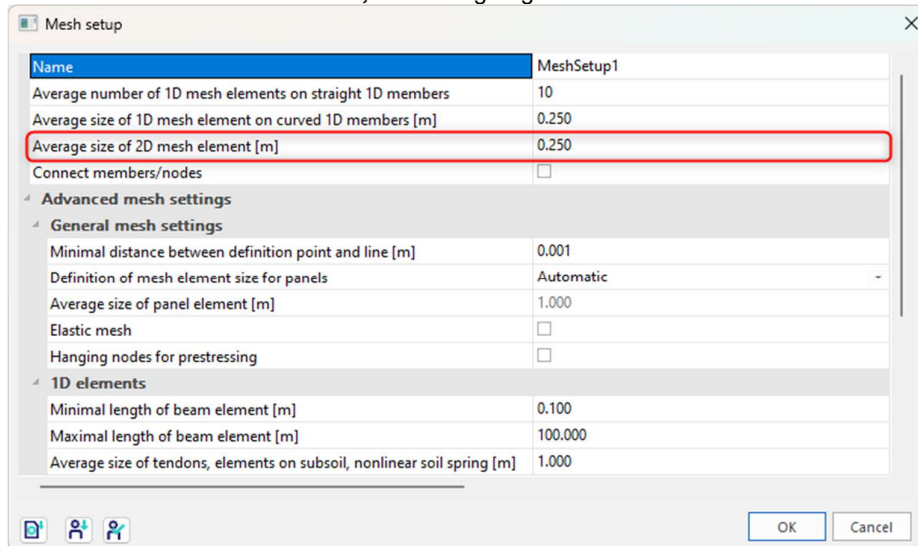 Mesh setup
Name MeshSetup1
Average number of 1D mesh elements on straight 1D members 10
Average size of 1D mesh element on curved 1D members [m] 0.250
Average size of 2D mesh element [m] 0.250
Connect members/nodes
Advanced mesh settings
General mesh settings
Minimal distance between definition point and line [m] 0.001
Definition of mesh element size for panels Automatic
Average size of panel element [m] 1.000
Elastic mesh
Hanging nodes for prestressing
1D elements
Minimal length of beam element [m] 0.100
Maximal length of beam element [m] 100.000
Average size of tendons, elements on subsoil, nonlinear soil spring [m] 1.000
OK Cancel